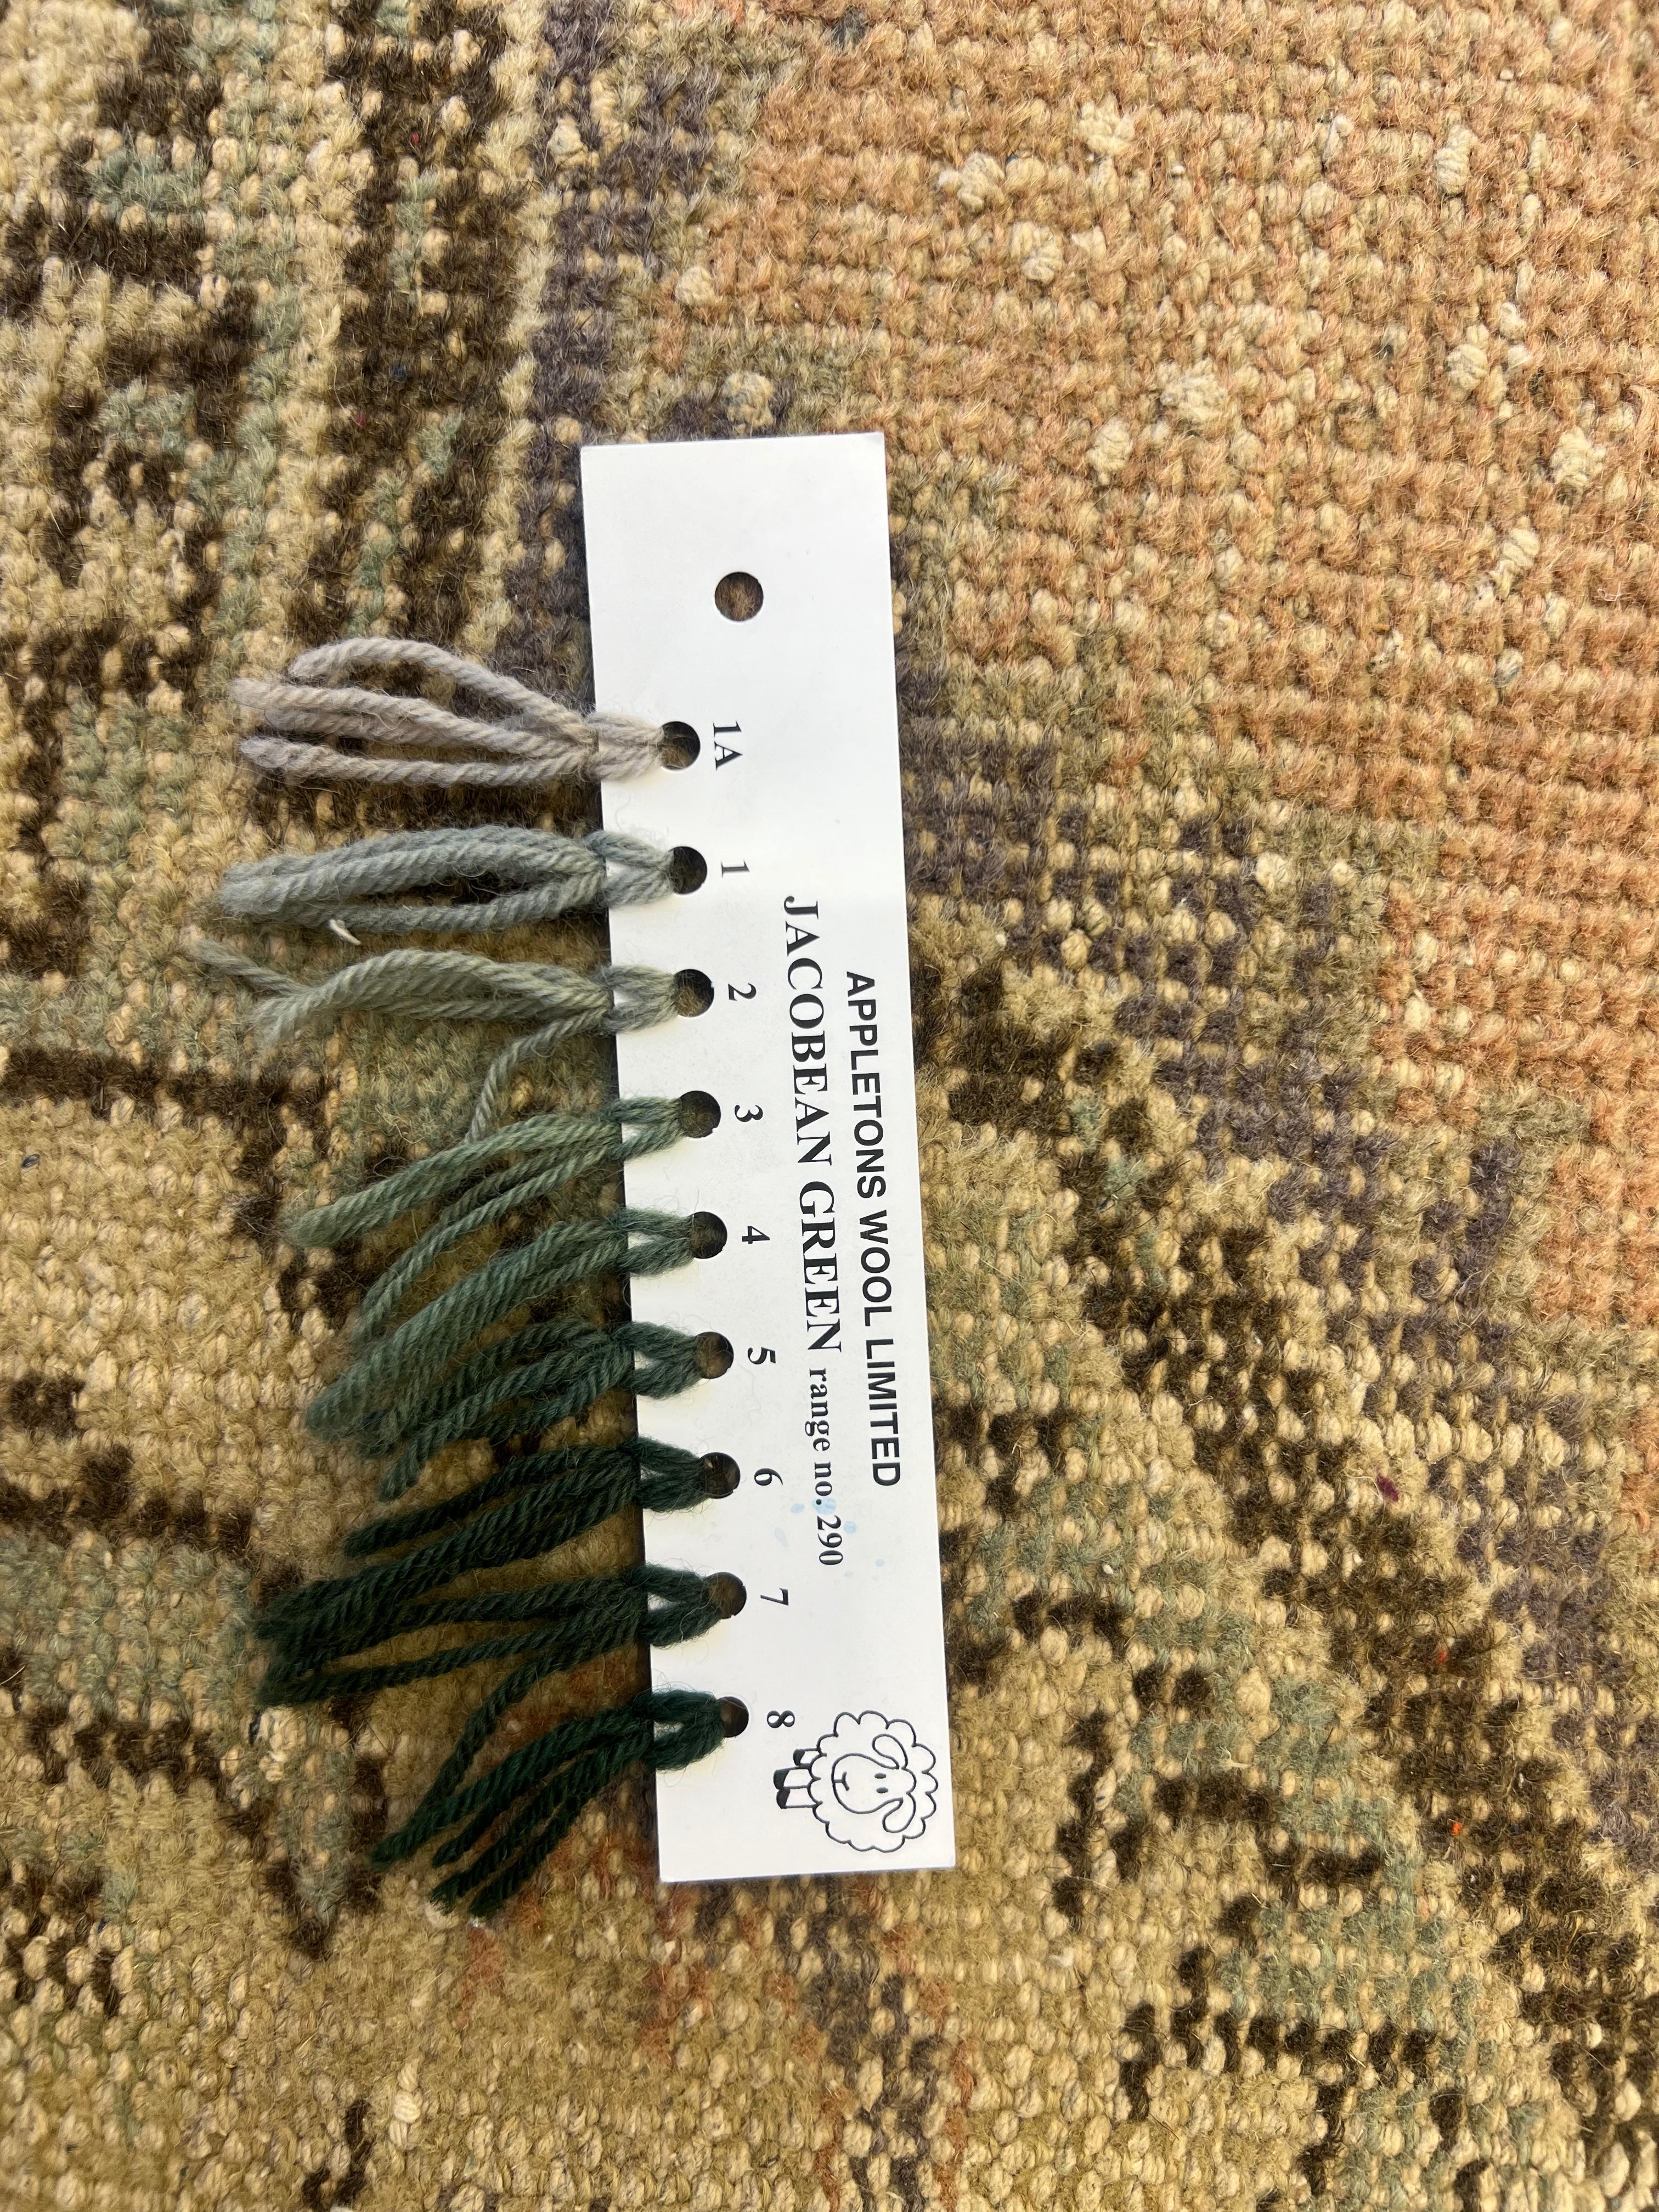 APPLETONS WOOL LIMITED
JACOBEAN GREEN range no. 290
1A 1 2 3 4 5 6 7 8